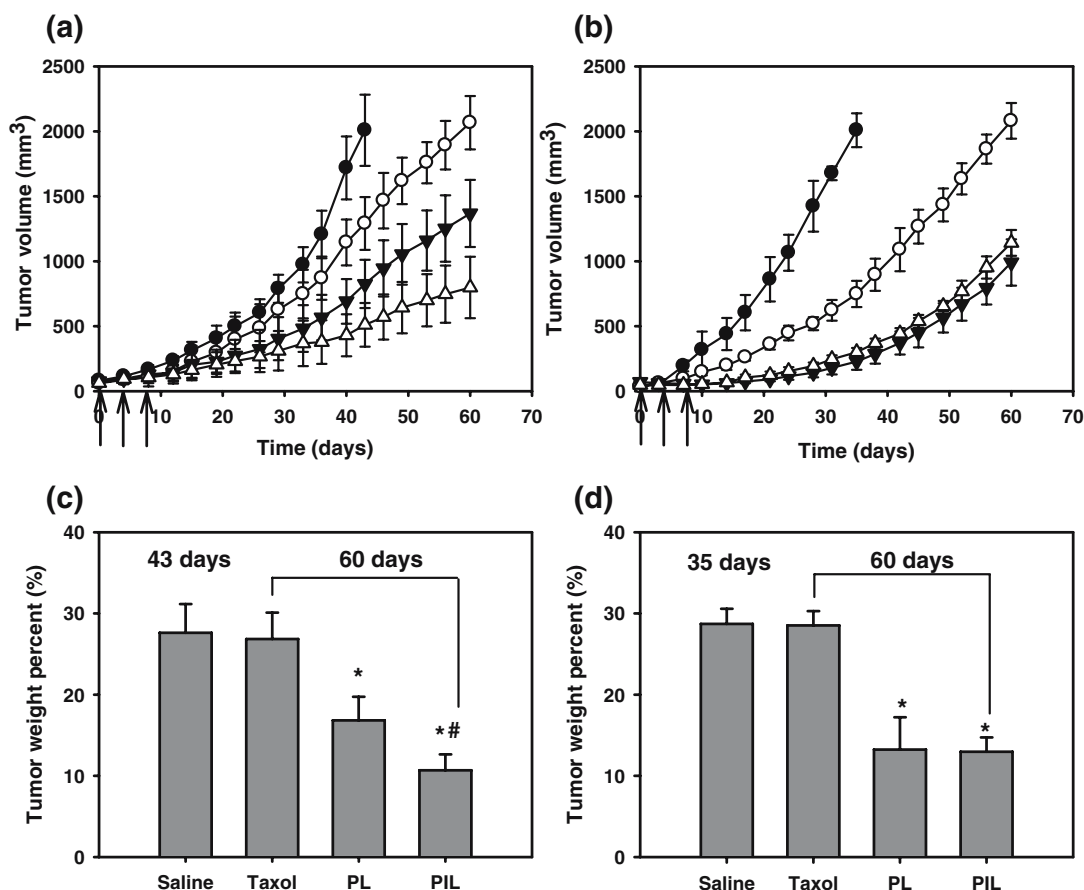 (a)
2500
2000
1500
1000
500
0
Tumor volume (mm³)
0 10 20 30 40 50 60 70
Time (days)
(b)
2500
2000
1500
1000
500
0
Tumor volume (mm³)
0 10 20 30 40 50 60 70
Time (days)
(c)
40
30
20
10
0
Tumor weight percent (%)
43 days
60 days
*
*#
Saline Taxol PL PIL
(d)
40
30
20
10
0
Tumor weight percent (%)
35 days
60 days
*
*
Saline Taxol PL PIL